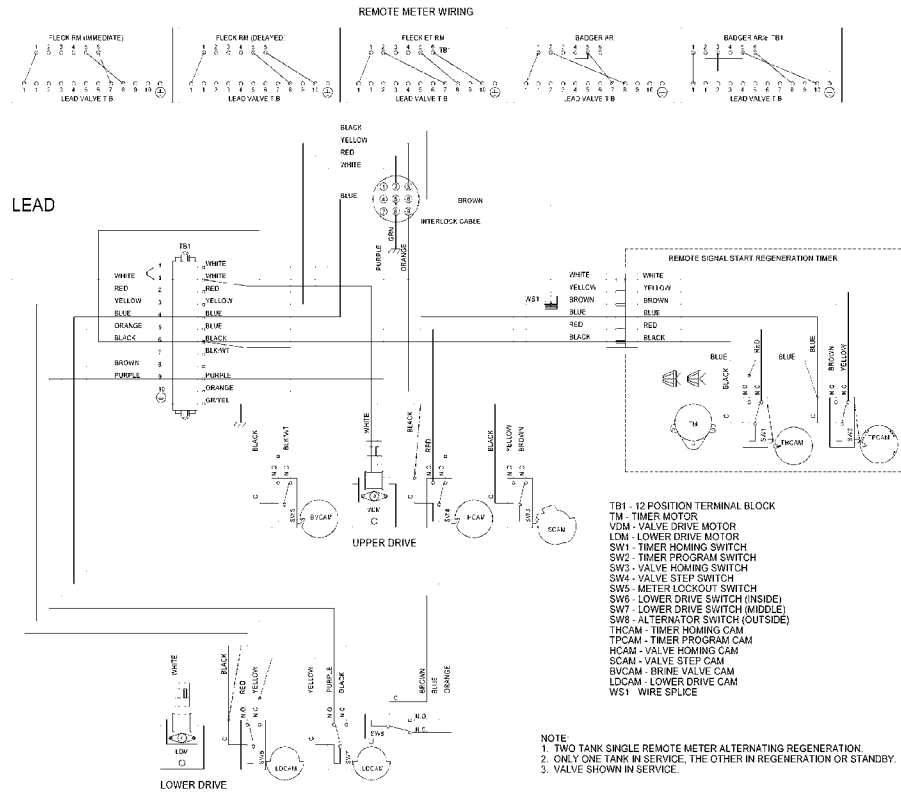 REMOTE METER WIRING
FLECK RM (IMMEDIATE)
FLECK RM (DELAYED)
FLECK ET RM
BADGER AR
TB1
LEAD VALVE T.B.
LEAD VALVE T.B.
LEAD VALVE T.B
LEAD VALVE T.B
LEAD VALVE T.B
BLACK
YELLOW
RED
WHITE
BLUE
BROWN
INTERLOCK CABLE
GRN
PURPLE
ORANGE
LEAD
TB1
WHITE
WHITE
WHITE
RED
RED
YELLOW
YELLOW
BLUE
BLUE
ORANGE
BLUE
BLACK
BLACK
BLK/WT
BROWN
PURPLE
PURPLE
ORANGE
GR/YEL
REMOTE SIGNAL START REGENERATION TIMER
WHITE
WHITE
YELLOW
YELLOW
WS1
BROWN
BROWN
BLUE
BLUE
RED
RED
BLACK
BLACK
BLUE
BLACK
RED
BLUE
BLUE
BROWN
YELLOW
N.C.
N.O.
C
TM
SW1
THCAM
SW2
TPCAM
BLACK
BLK/WT
WHITE
BLACK
RED
BLACK
YELLOW
BROWN
SW5
BVCAM
VDM
HCAM
SCAM
UPPER DRIVE
TB1 - 12 POSITION TERMINAL BLOCK
TM - TIMER MOTOR
VDM - VALVE DRIVE MOTOR
LDM - LOWER DRIVE MOTOR
SW1 - TIMER HOMING SWITCH
SW2 - TIMER PROGRAM SWITCH
SW3 - VALVE HOMING SWITCH
SW4 - VALVE STEP SWITCH
SW5 - METER LOCKOUT SWITCH
SW6 - LOWER DRIVE SWITCH (INSIDE)
SW7 - LOWER DRIVE SWITCH (MIDDLE)
SW8 - ALTERNATOR SWITCH (OUTSIDE)
THCAM - TIMER HOMING CAM
TPCAM - TIMER PROGRAM CAM
HCAM - VALVE HOMING CAM
SCAM - VALVE STEP CAM
BVCAM - BRINE VALVE CAM
LDCAM - LOWER DRIVE CAM
WS1 WIRE SPLICE
WHITE
BLACK
RED
YELLOW
YELLOW
PURPLE
BLACK
BROWN
BLUE
ORANGE
N.O.
N.C.
SW8
LDM
SW6
LDCAM
SW7
LDCAM
LOWER DRIVE
NOTE:
1. TWO TANK SINGLE REMOTE METER ALTERNATING REGENERATION.
2. ONLY ONE TANK IN SERVICE, THE OTHER IN REGENERATION OR STANDBY.
3. VALVE SHOWN IN SERVICE.